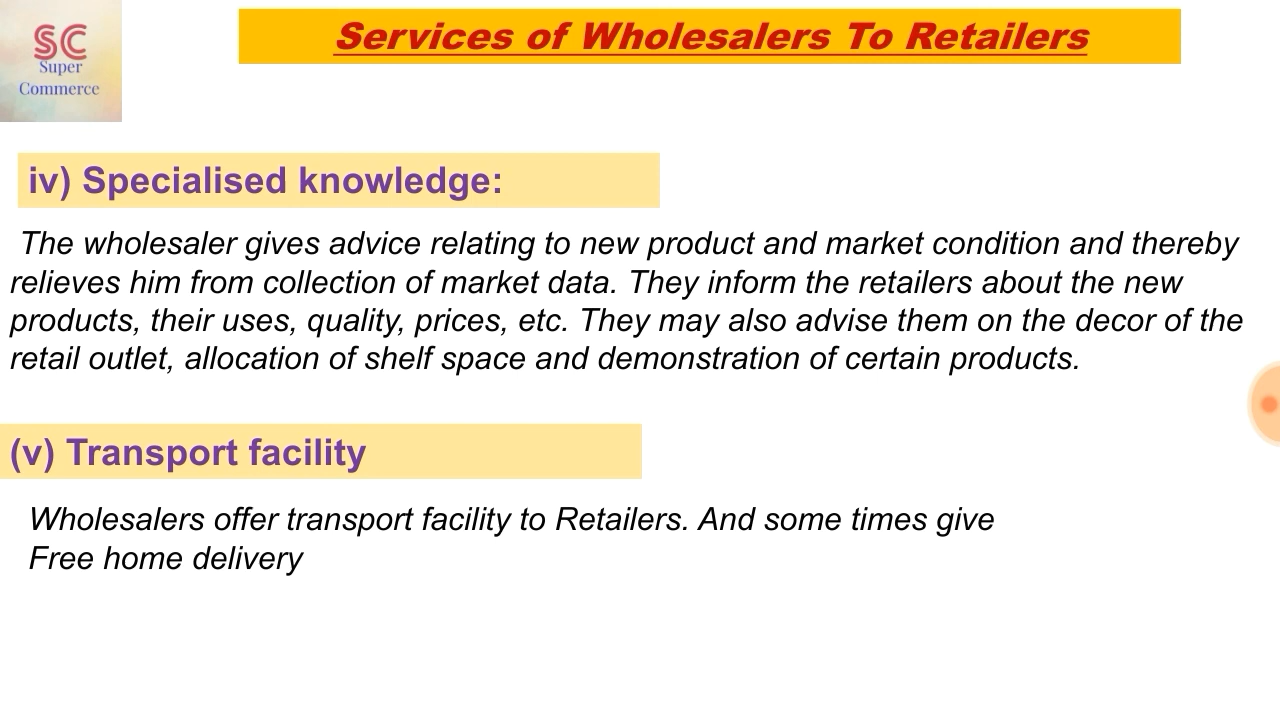 SC
Super
Commerce
Services of Wholesalers To Retailers
iv) Specialised knowledge:
The wholesaler gives advice relating to new product and market condition and thereby
relieves him from collection of market data. They inform the retailers about the new
products, their uses, quality, prices, etc. They may also advise them on the decor of the
retail outlet, allocation of shelf space and demonstration of certain products.
(v) Transport facility
Wholesalers offer transport facility to Retailers. And some times give
Free home delivery